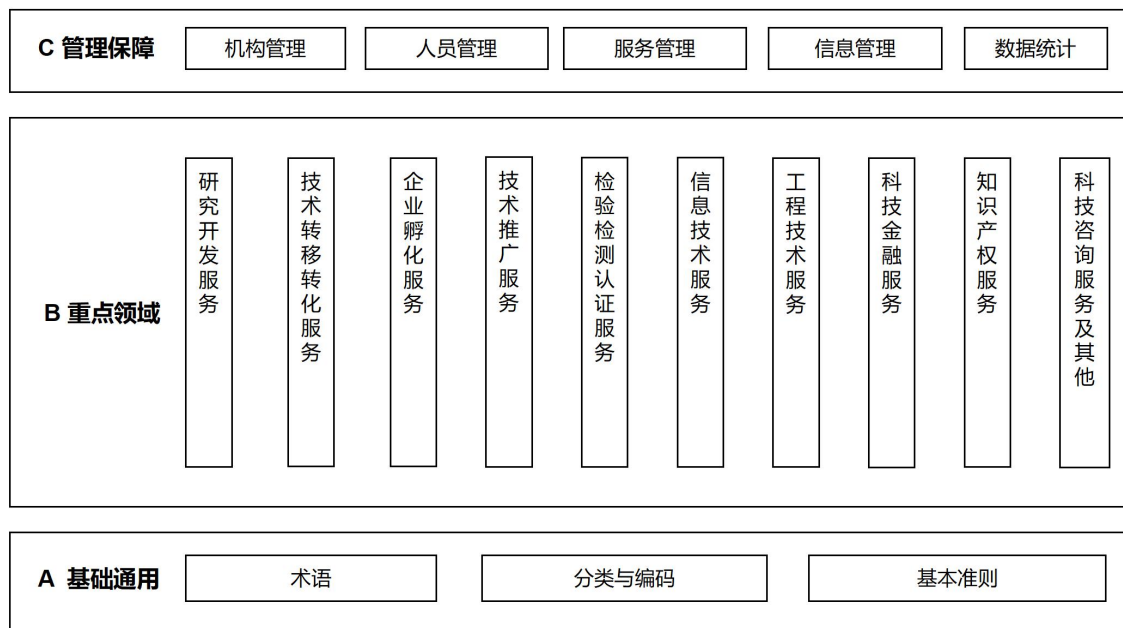 C 管理保障
机构管理
人员管理
服务管理
信息管理
数据统计
B 重点领域
研究开发服务
技术转移转化服务
企业孵化服务
技术推广服务
检验检测认证服务
信息技术服务
工程技术服务
科技金融服务
知识产权服务
科技咨询服务及其他
A 基础通用
术语
分类与编码
基本准则